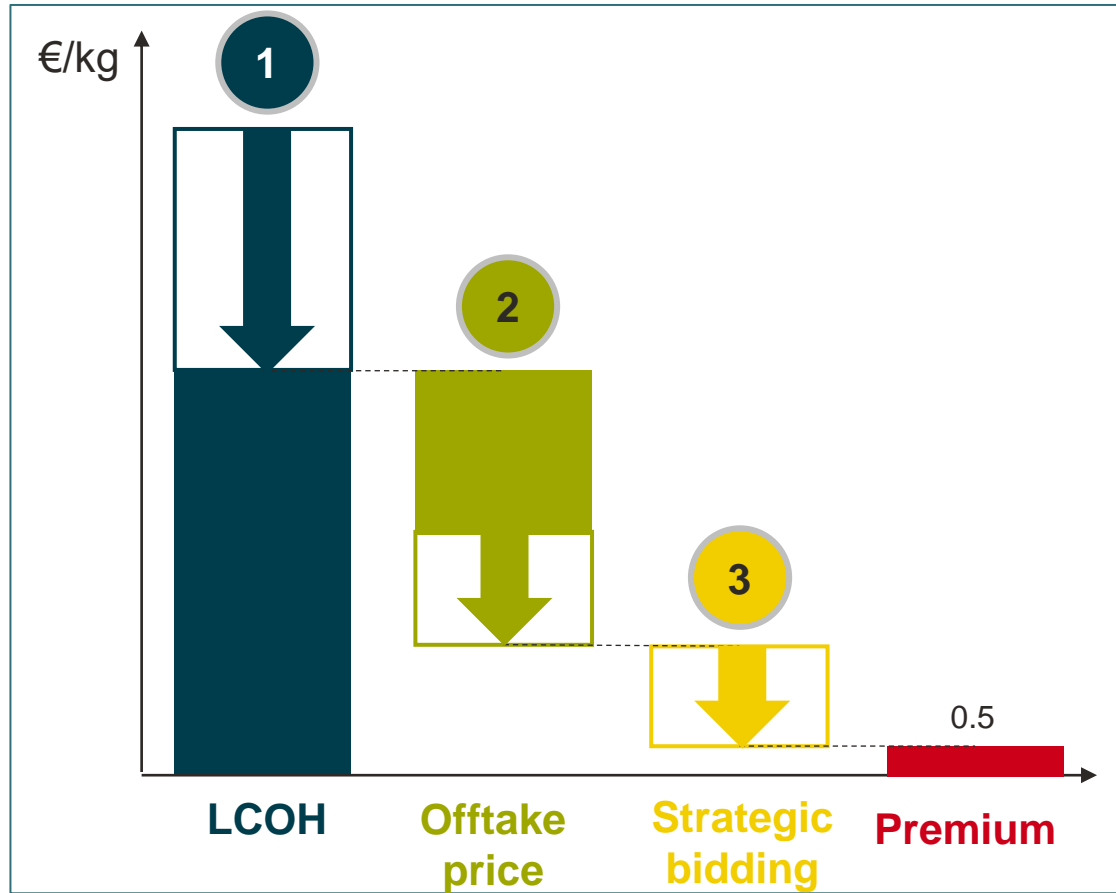 €/kg
1
2
3
0.5
LCOH
Offtake
price
Strategic
bidding
Premium